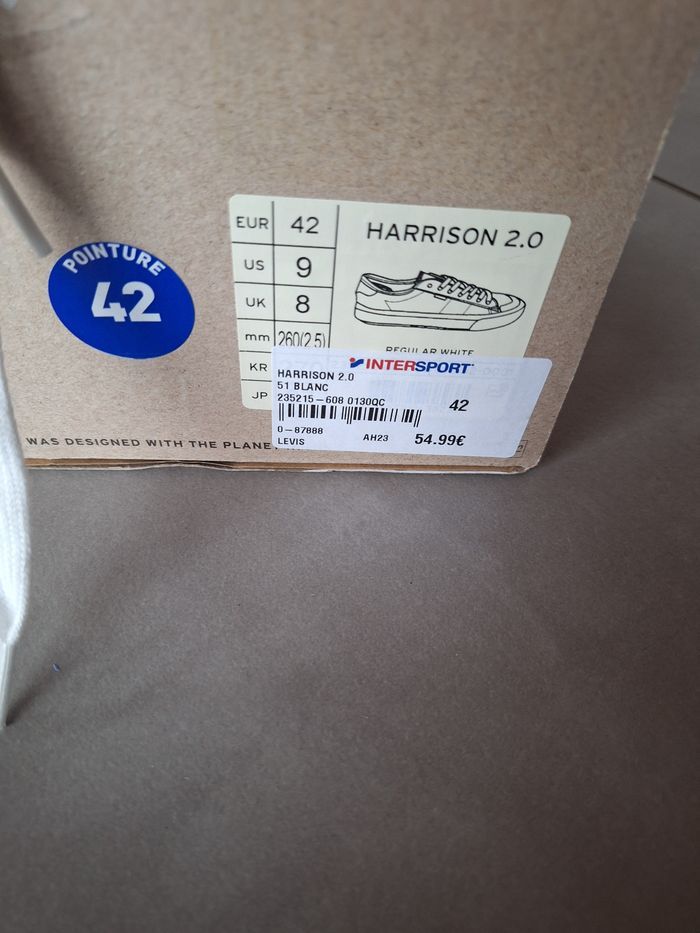 POINTURE
42
EUR 42
US 9
UK 8
mm 260(2.5)
KR
JP
HARRISON 2.0
REGULAR WHITE
INTERSPORT
HARRISON 2.0
51 BLANC
235215-608 0130QC
42
0-87888
LEVIS AH23 54.99€
WAS DESIGNED WITH THE PLANET